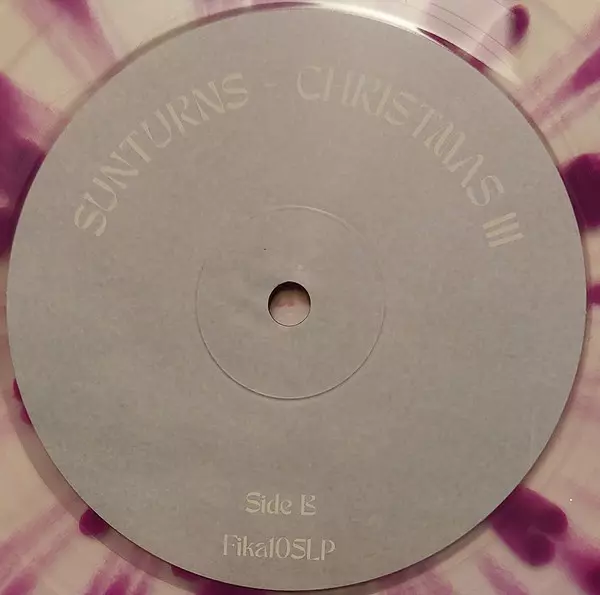 SUNTURNS - CHRISTMAS III
Side B
Fika105LP